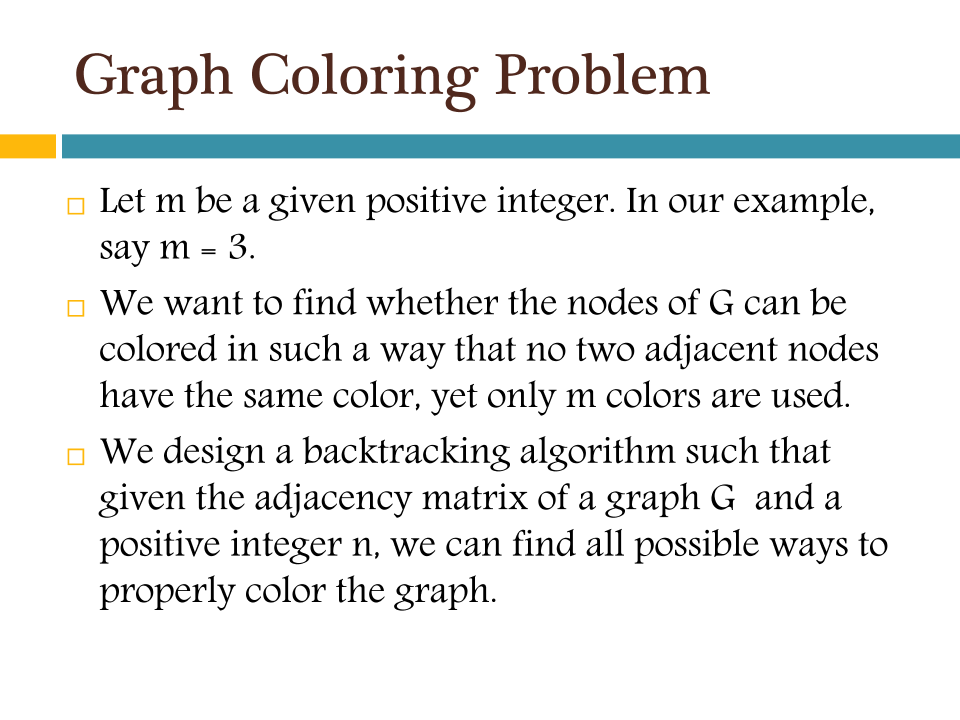 Graph Coloring Problem
Let m be a given positive integer. In our example,
say m = 3.
We want to find whether the nodes of G can be
colored in such a way that no two adjacent nodes
have the same color, yet only m colors are used.
We design a backtracking algorithm such that
given the adjacency matrix of a graph G  and a
positive integer n, we can find all possible ways to
properly color the graph.